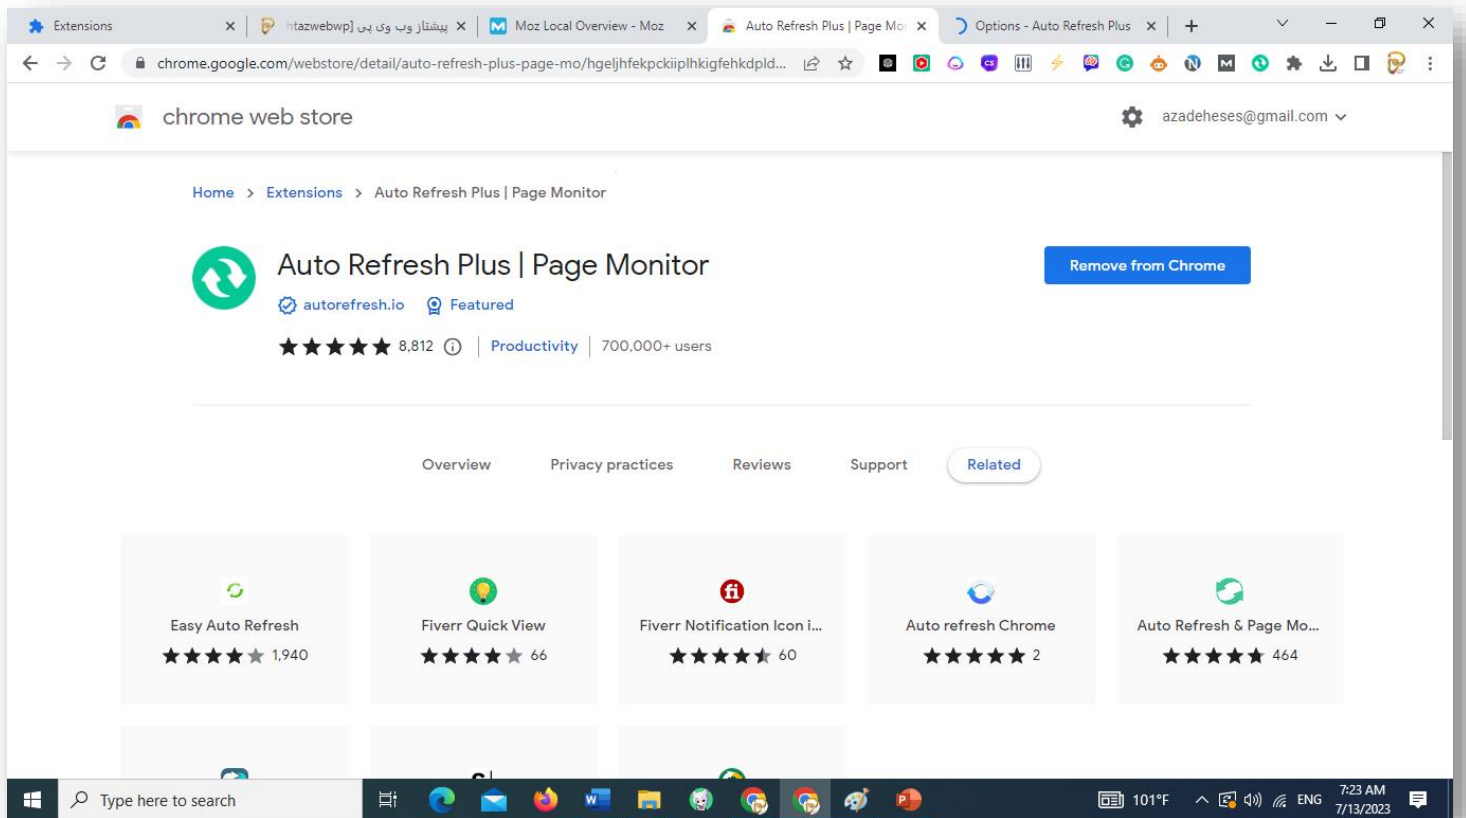 Extensions
پیشتاز وب وی پی [htazwebwp
Moz Local Overview - Moz
Auto Refresh Plus | Page Mo
Options - Auto Refresh Plus
chrome.google.com/webstore/detail/auto-refresh-plus-page-mo/hgeljhfekpckiiplhkigfehkdpld...
chrome web store
azadeheses@gmail.com
Home > Extensions > Auto Refresh Plus | Page Monitor
Auto Refresh Plus | Page Monitor
Remove from Chrome
autorefresh.io Featured
8,812 Productivity 700,000+ users
Overview Privacy practices Reviews Support Related
Easy Auto Refresh
1,940
Fiverr Quick View
66
Fiverr Notification Icon i...
60
Auto refresh Chrome
2
Auto Refresh & Page Mo...
464
Type here to search
101°F
ENG
7:23 AM
7/13/2023